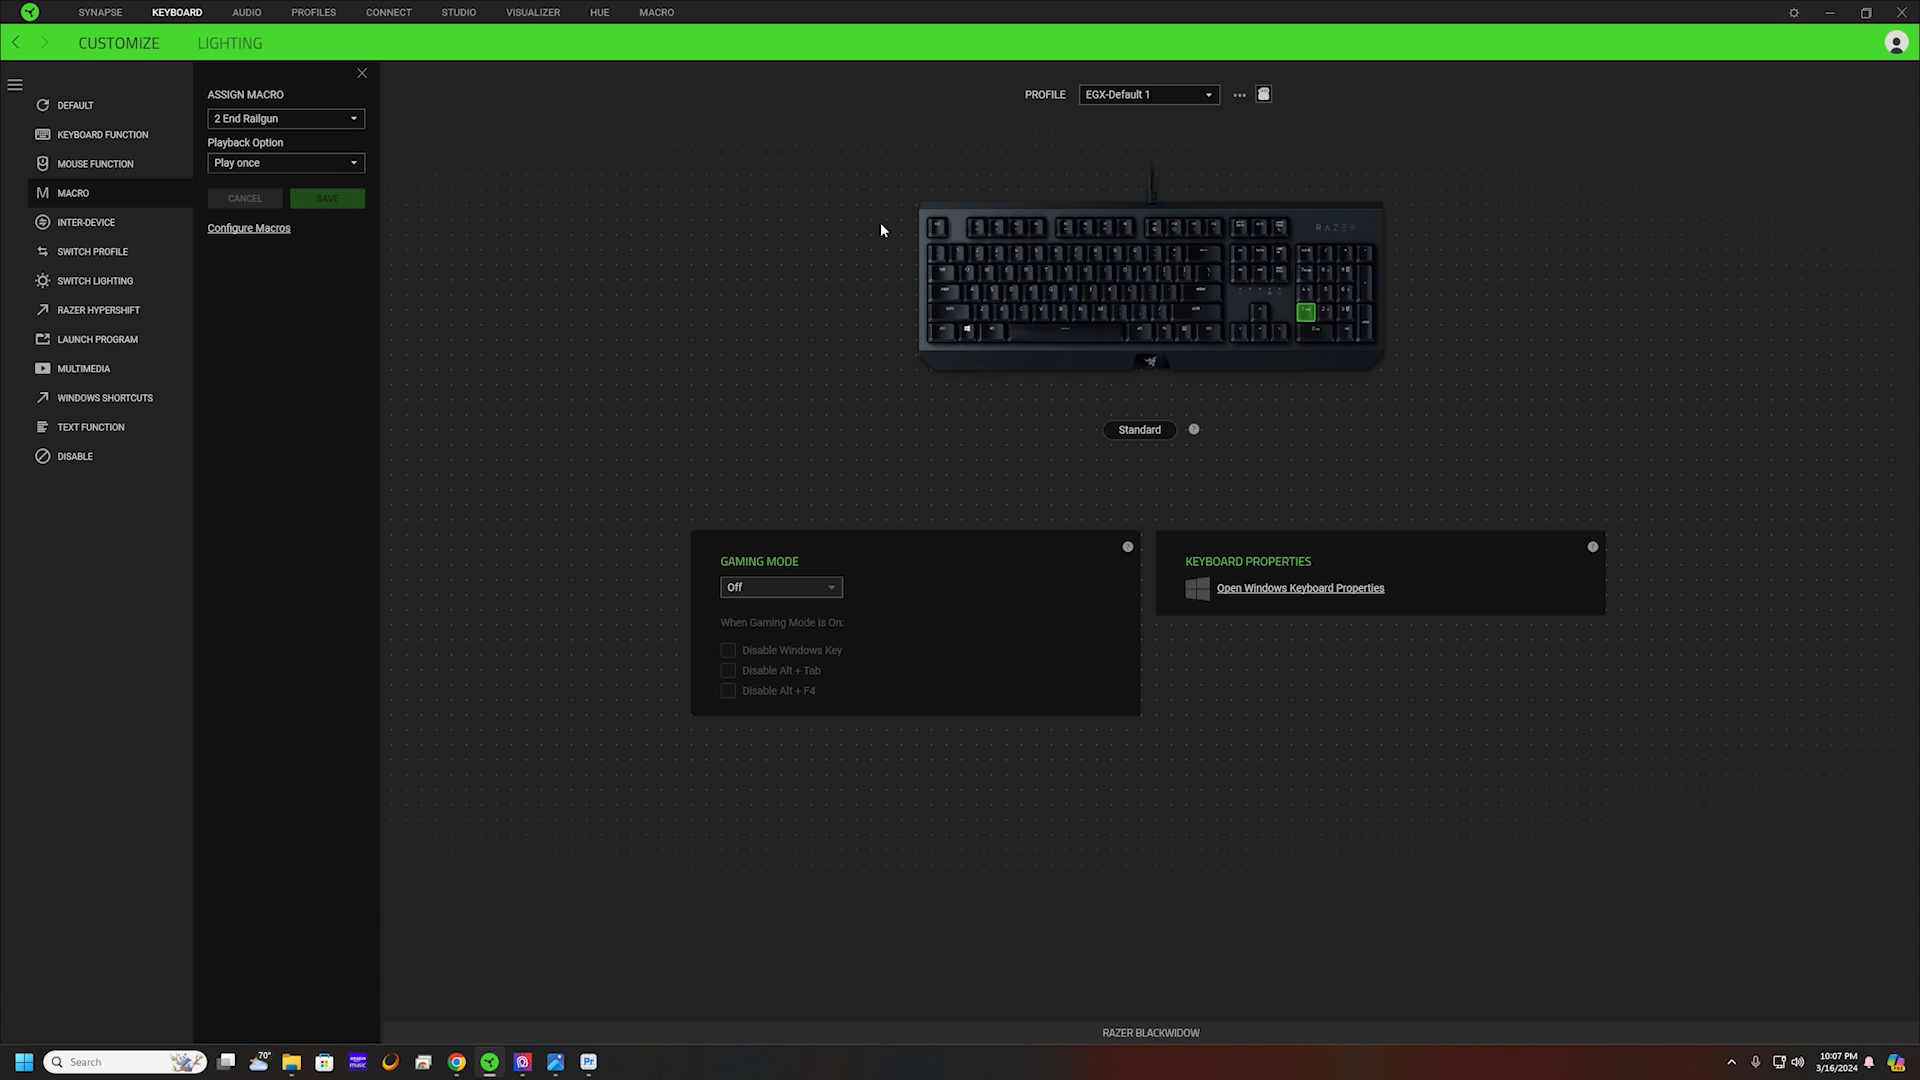 SYNAPSE KEYBOARD AUDIO PROFILES CONNECT STUDIO VISUALIZER HUE MACRO
CUSTOMIZE LIGHTING
DEFAULT
KEYBOARD FUNCTION
MOUSE FUNCTION
MACRO
INTER-DEVICE
SWITCH PROFILE
SWITCH LIGHTING
RAZER HYPERSHIFT
LAUNCH PROGRAM
MULTIMEDIA
WINDOWS SHORTCUTS
TEXT FUNCTION
DISABLE
ASSIGN MACRO
2 End Railgun
Playback Option
Play once
CANCEL SAVE
Configure Macros
PROFILE EGX-Default 1
RAZER
Standard
GAMING MODE
Off
When Gaming Mode is On:
Disable Windows Key
Disable Alt + Tab
Disable Alt + F4
KEYBOARD PROPERTIES
Open Windows Keyboard Properties
RAZER BLACKWIDOW
Search
70°
music
Pr
10:07 PM
3/16/2024